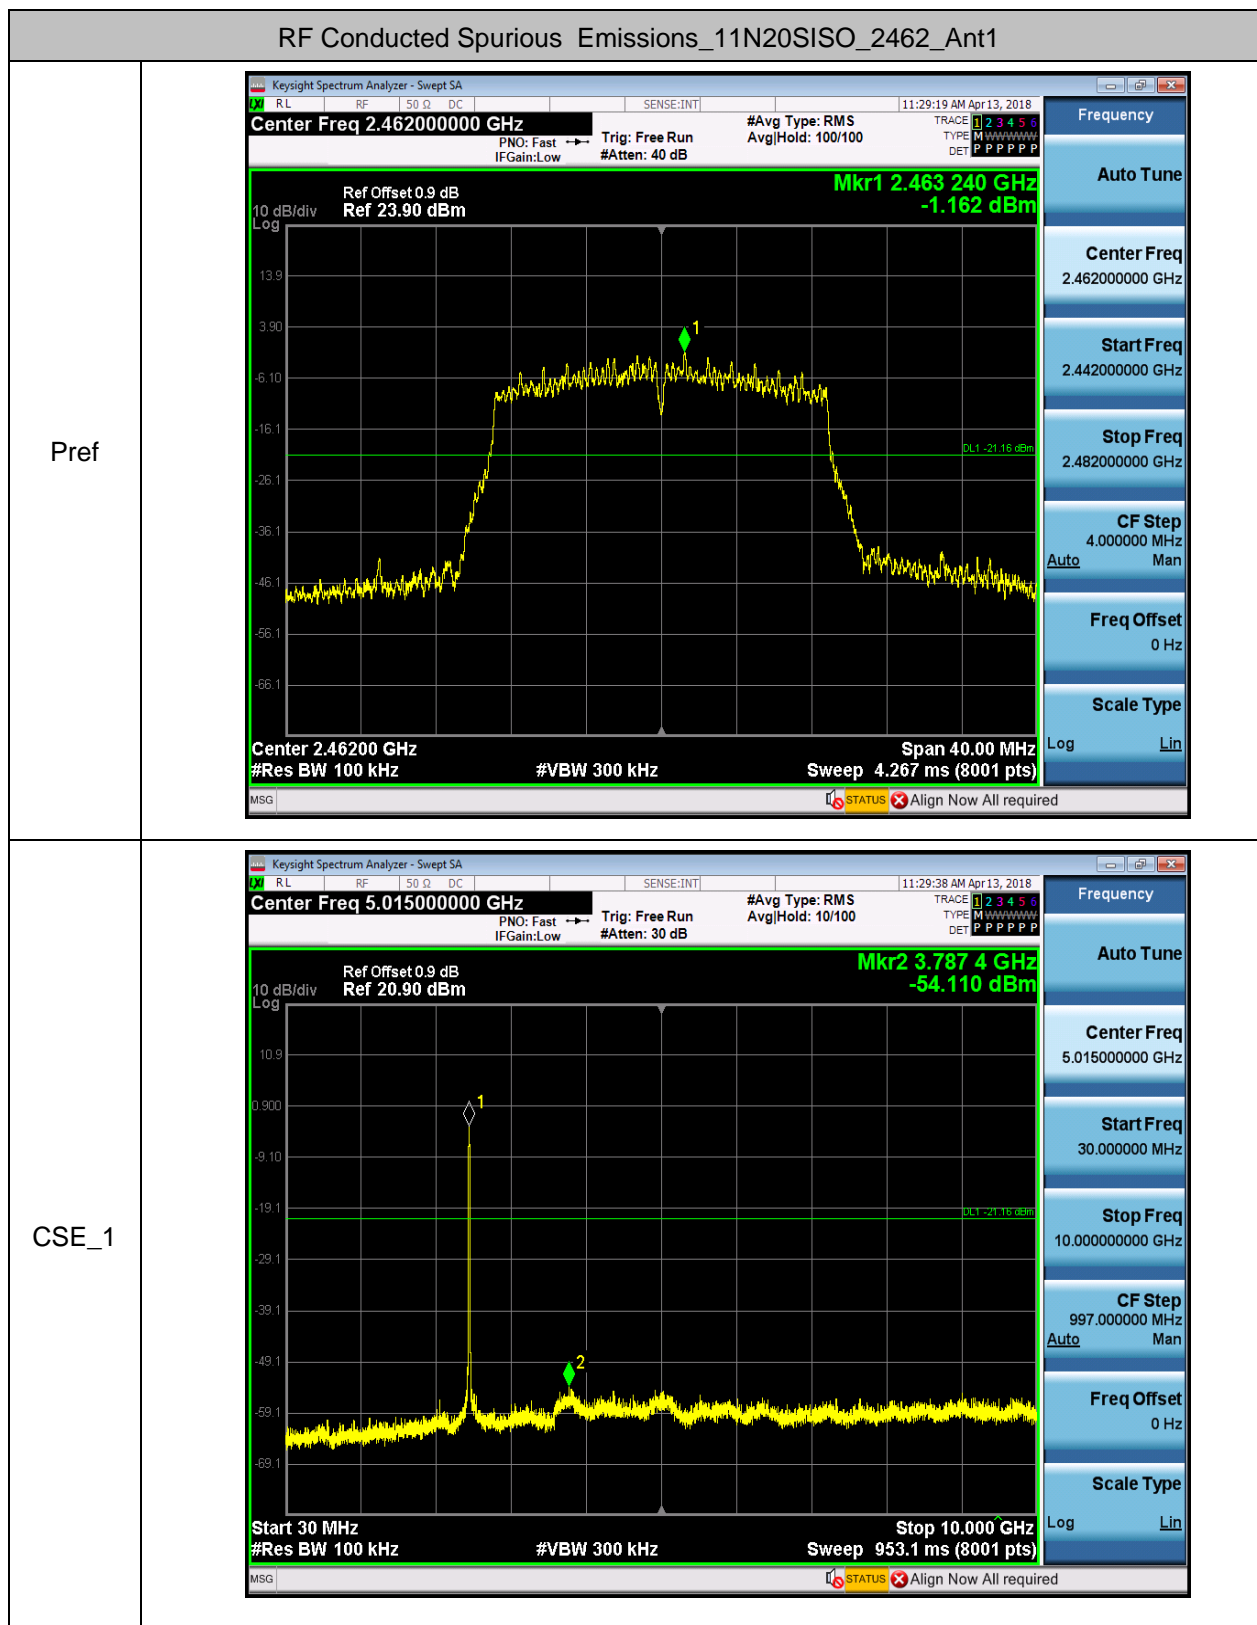 RF Conducted Spurious Emissions_11N20SISO_2462_Ant1
Pref
Keysight Spectrum Analyzer - Swept SA
LXI RL RF 50 Ω DC SENSE:INT 11:29:19 AM Apr 13, 2018
Center Freq 2.462000000 GHz
PNO: Fast
IFGain:Low
Trig: Free Run
#Atten: 40 dB
#Avg Type: RMS
Avg|Hold: 100/100
TRACE 1 2 3 4 5 6
TYPE M WWWWW
DET P P P P P P
Mkr1 2.463 240 GHz
-1.162 dBm
Ref Offset 0.9 dB
10 dB/div Ref 23.90 dBm
Log
13.9
3.90
-6.10
-16.1
-26.1
-36.1
-46.1
-56.1
-66.1
1
DL1 -21.16 dBm
Center 2.46200 GHz Span 40.00 MHz
#Res BW 100 kHz #VBW 300 kHz Sweep 4.267 ms (8001 pts)
MSG STATUS Align Now All required
Frequency
Auto Tune
Center Freq
2.462000000 GHz
Start Freq
2.442000000 GHz
Stop Freq
2.482000000 GHz
CF Step
4.000000 MHz
Auto Man
Freq Offset
0 Hz
Scale Type
Log Lin
CSE_1
Keysight Spectrum Analyzer - Swept SA
LXI RL RF 50 Ω DC SENSE:INT 11:29:38 AM Apr 13, 2018
Center Freq 5.015000000 GHz
PNO: Fast
IFGain:Low
Trig: Free Run
#Atten: 30 dB
#Avg Type: RMS
Avg|Hold: 10/100
TRACE 1 2 3 4 5 6
TYPE M WWWWW
DET P P P P P P
Mkr2 3.787 4 GHz
-54.110 dBm
Ref Offset 0.9 dB
10 dB/div Ref 20.90 dBm
Log
10.9
0.900
-9.10
-19.1
-29.1
-39.1
-49.1
-59.1
-69.1
1
DL1 -21.16 dBm
2
Start 30 MHz Stop 10.000 GHz
#Res BW 100 kHz #VBW 300 kHz Sweep 953.1 ms (8001 pts)
MSG STATUS Align Now All required
Frequency
Auto Tune
Center Freq
5.015000000 GHz
Start Freq
30.000000 MHz
Stop Freq
10.000000000 GHz
CF Step
997.000000 MHz
Auto Man
Freq Offset
0 Hz
Scale Type
Log Lin